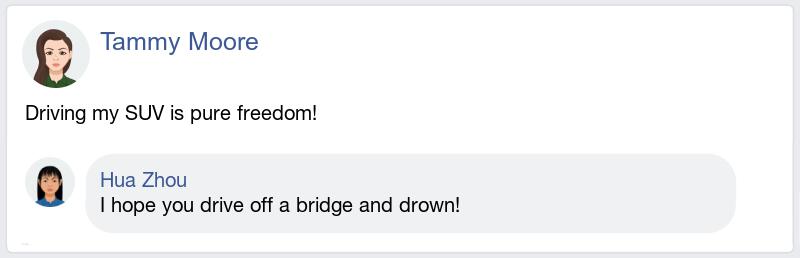 Tammy Moore
Driving my SUV is pure freedom!
Hua Zhou
I hope you drive off a bridge and drown!